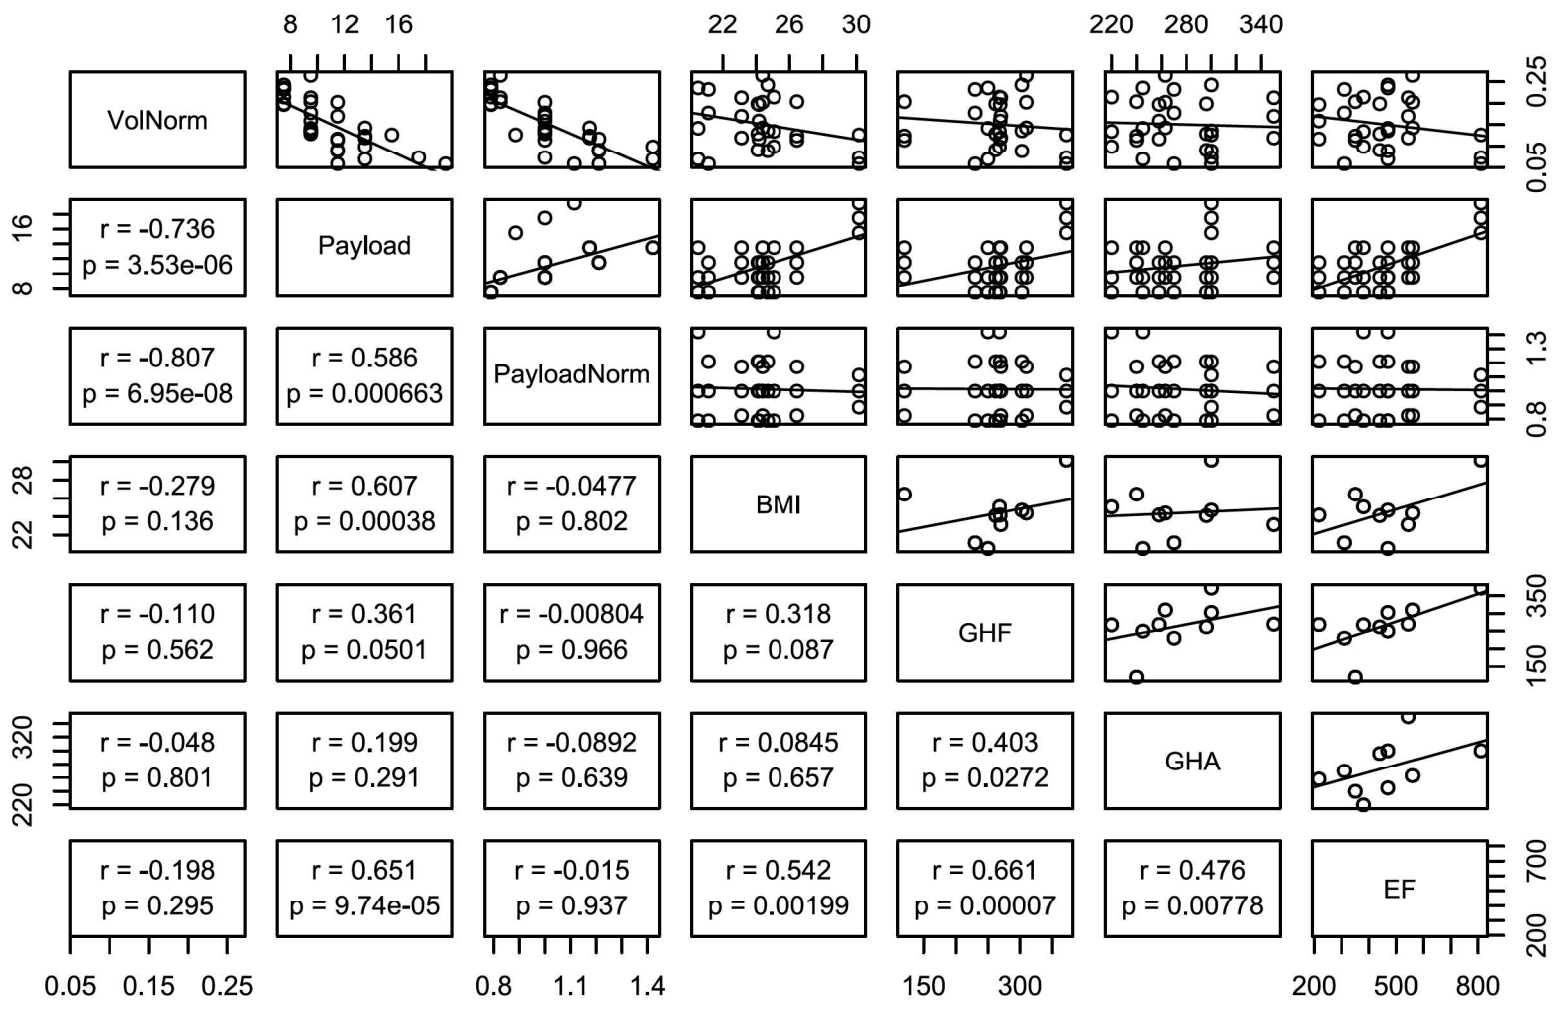 8 12 16 22 26 30 220 280 340
VolNorm 0.05 0.25
r = -0.736 Payload
p = 3.53e-06
8 16
r = -0.807 r = 0.586 PayloadNorm
p = 6.95e-08 p = 0.000663
0.8 1.3
r = -0.279 r = 0.607 r = -0.0477 BMI
p = 0.136 p = 0.00038 p = 0.802
22 28
r = -0.110 r = 0.361 r = -0.00804 r = 0.318 GHF
p = 0.562 p = 0.0501 p = 0.966 p = 0.087
150 350
r = -0.048 r = 0.199 r = -0.0892 r = 0.0845 r = 0.403 GHA
p = 0.801 p = 0.291 p = 0.639 p = 0.657 p = 0.0272
220 320
r = -0.198 r = 0.651 r = -0.015 r = 0.542 r = 0.661 r = 0.476 EF
p = 0.295 p = 9.74e-05 p = 0.937 p = 0.00199 p = 0.00007 p = 0.00778
200 700
0.05 0.15 0.25 0.8 1.1 1.4 150 300 200 500 800